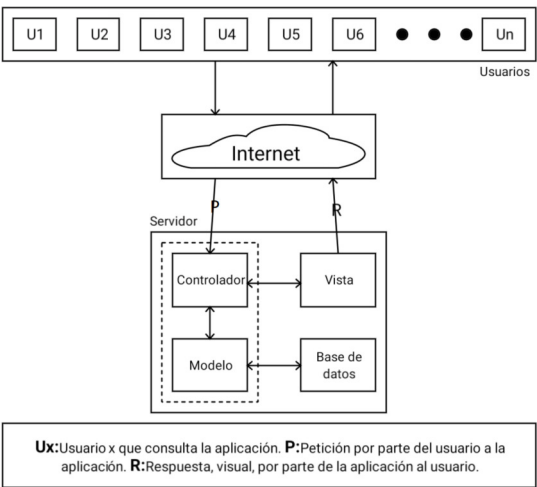 U1 U2 U3 U4 U5 U6 Un
Usuarios
Internet
P R
Servidor
Controlador Vista
Modelo Base de
datos
Ux:Usuario x que consulta la aplicación. P:Petición por parte del usuario a la
aplicación. R:Respuesta, visual, por parte de la aplicación al usuario.